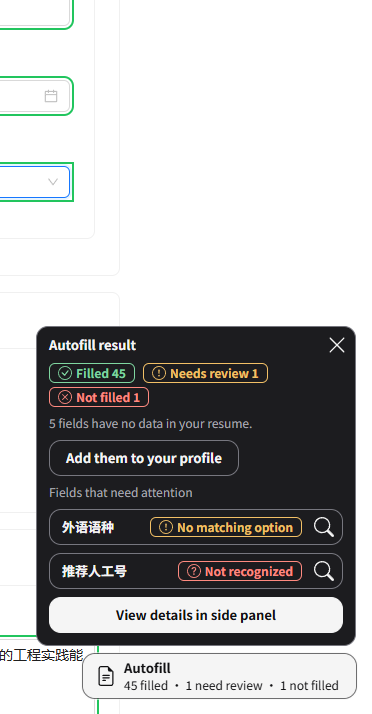 Autofill result
Filled 45
Needs review 1
Not filled 1
5 fields have no data in your resume.
Add them to your profile
Fields that need attention
外语语种
No matching option
推荐人工号
Not recognized
View details in side panel
的工程实践能
Autofill
45 filled · 1 need review · 1 not filled